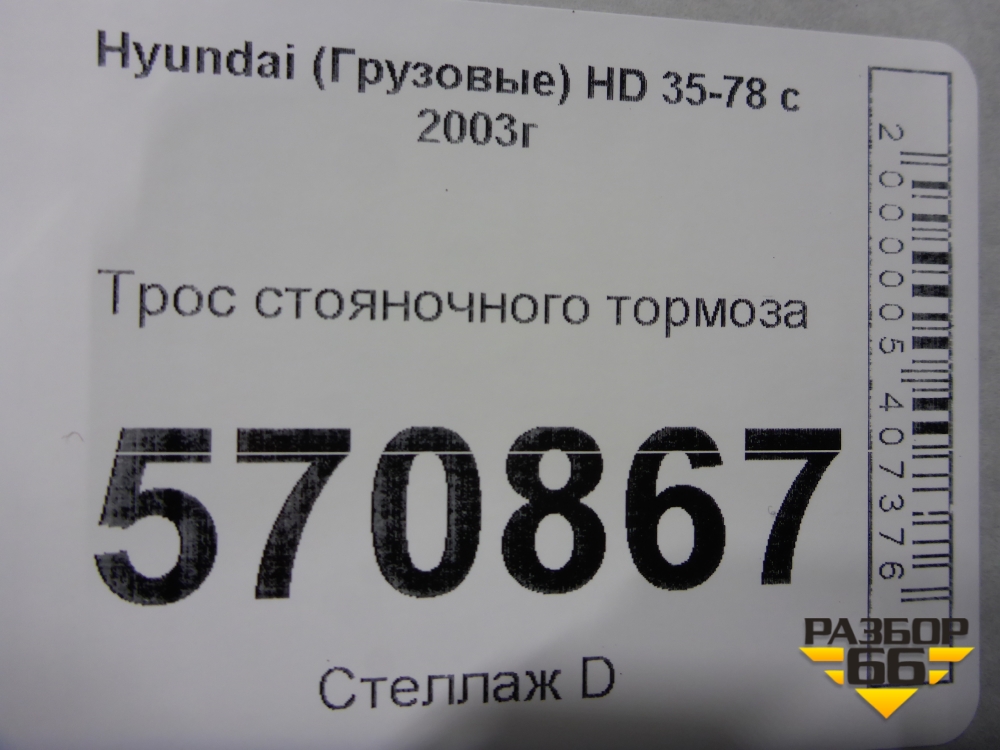 Hyundai (Грузовые) HD 35-78 с
2003г
Трос стояночного тормоза
570867
Стеллаж D
2000005407376
РАЗБОР
66